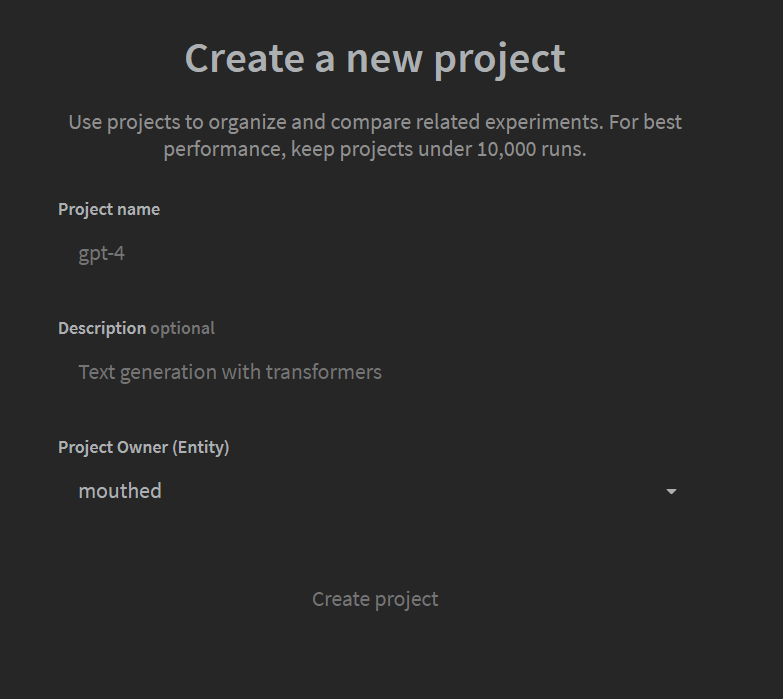 Create a new project
Use projects to organize and compare related experiments. For best
performance, keep projects under 10,000 runs.
Project name
gpt-4
Description optional
Text generation with transformers
Project Owner (Entity)
mouthed
Create project